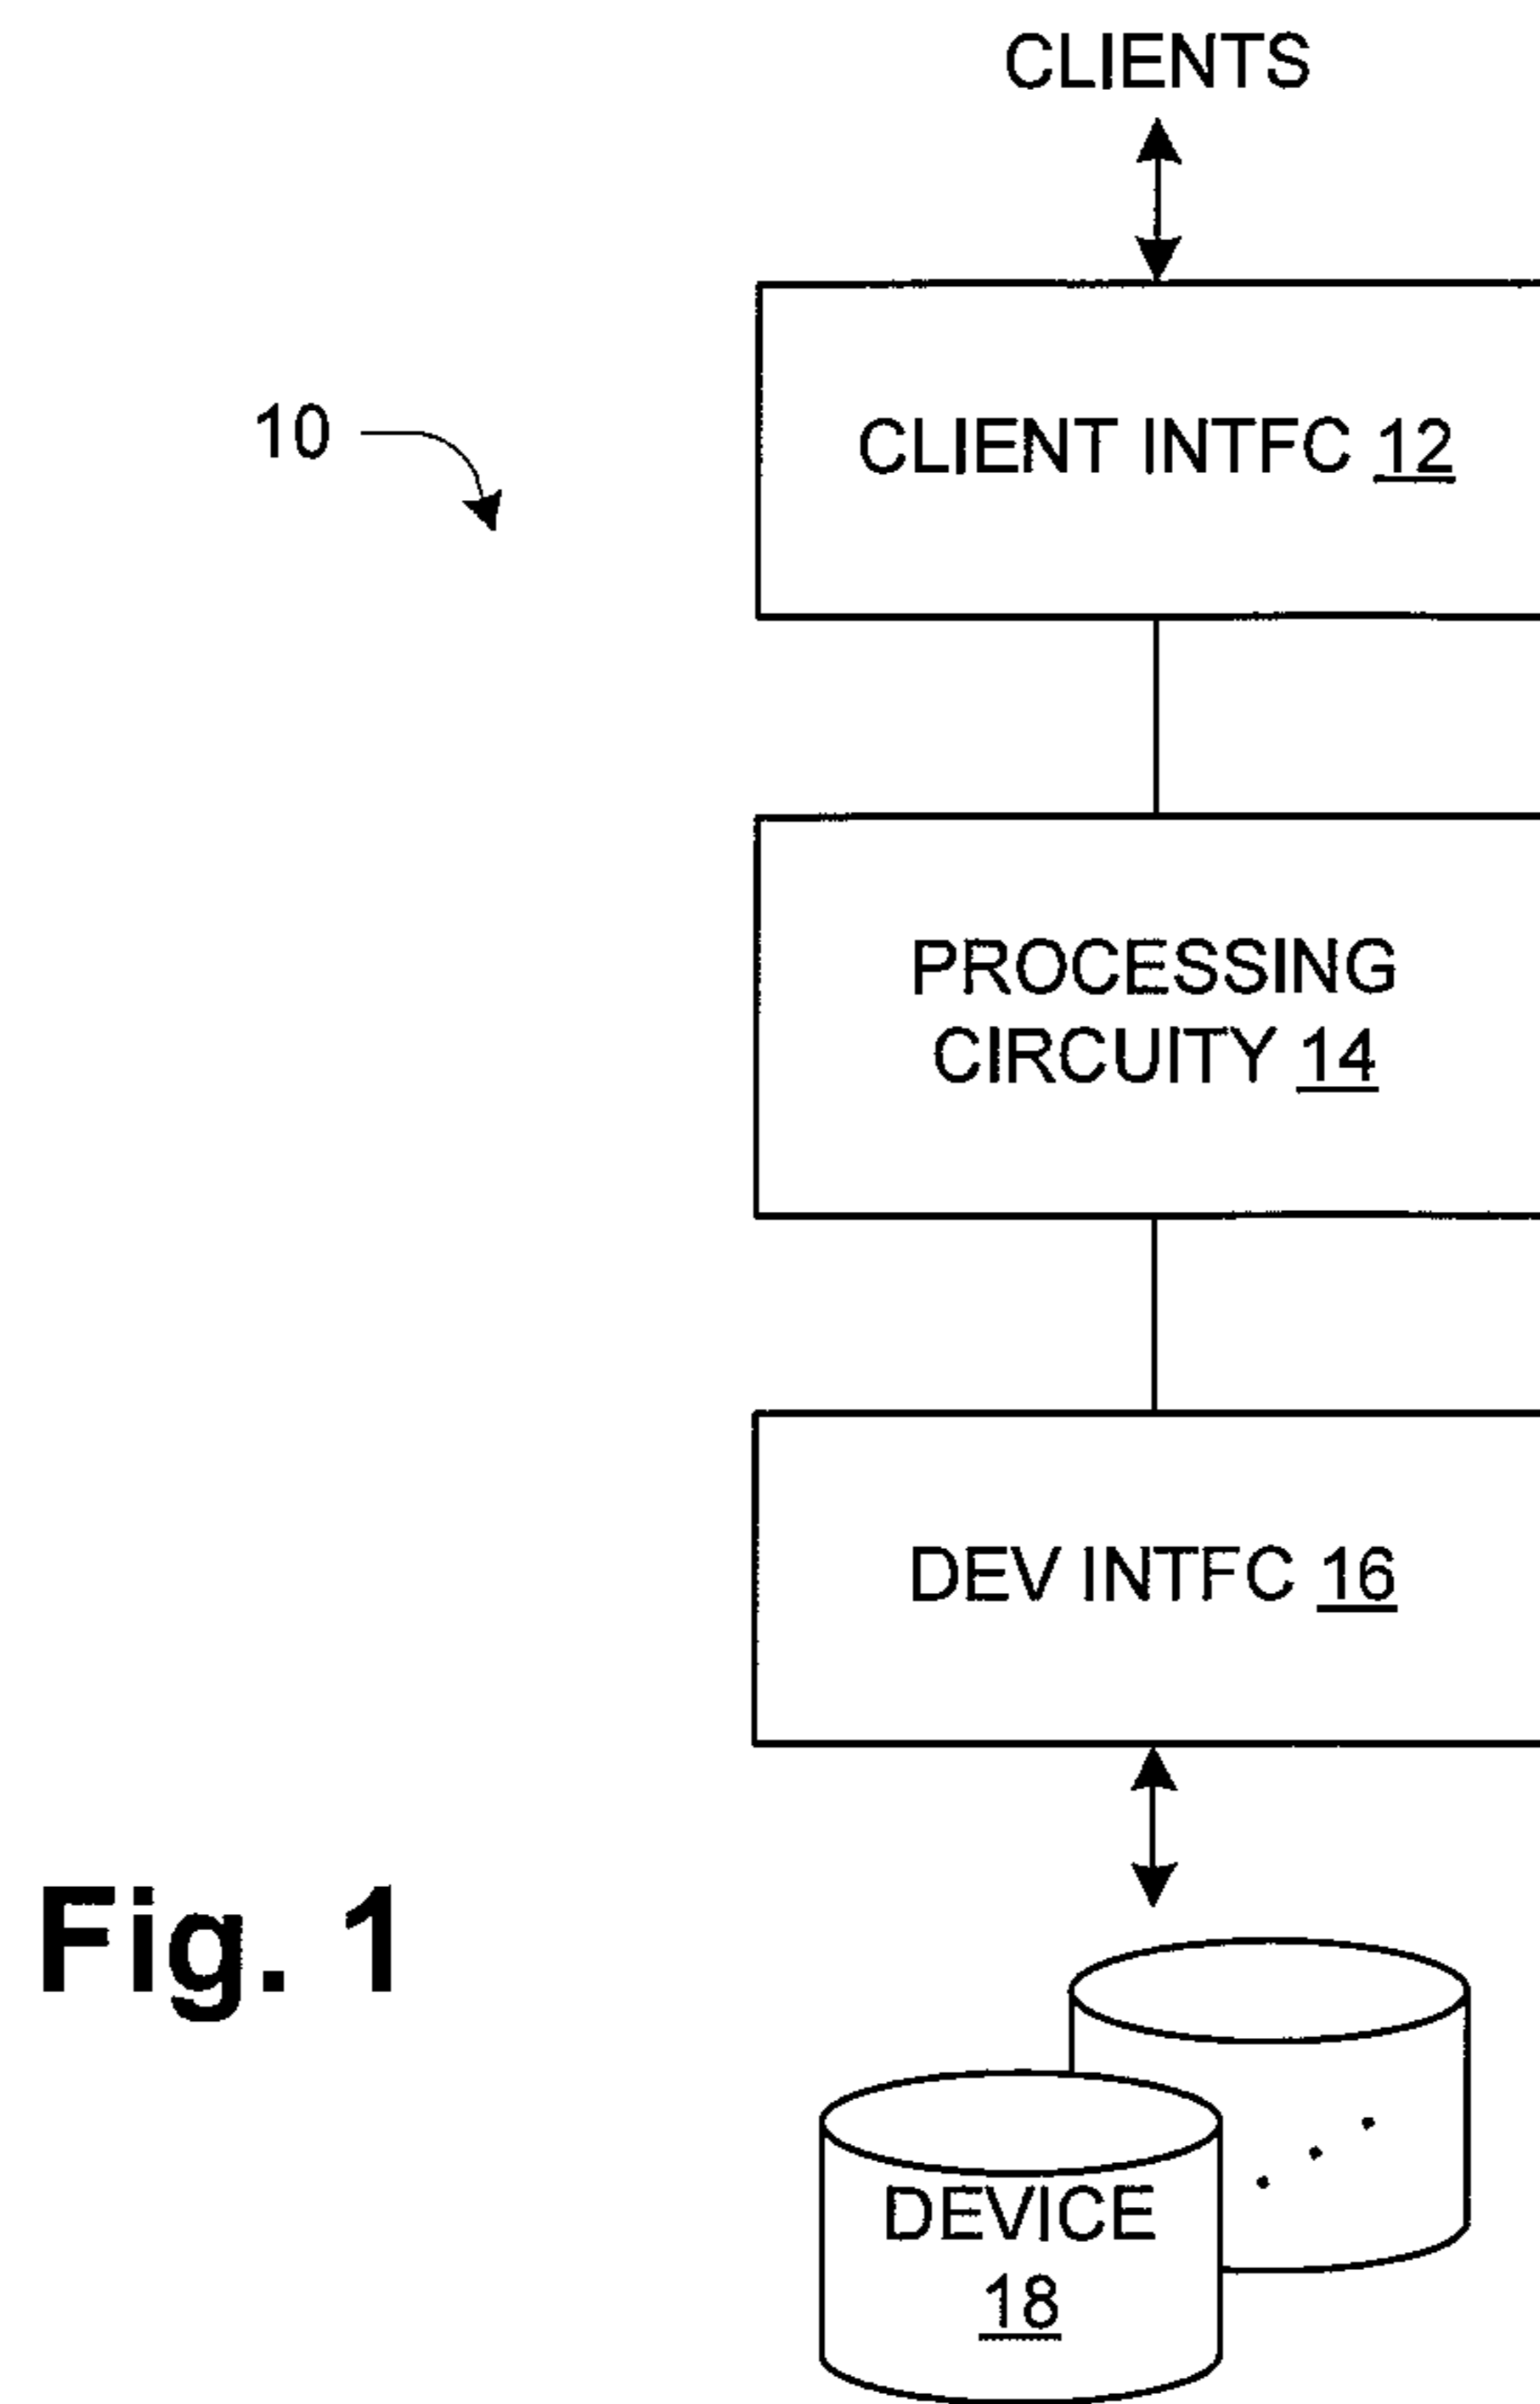 CLIENTS
10
CLIENT INTFC 12
PROCESSING
CIRCUITY 14
DEV INTFC 16
Fig. 1
DEVICE
18